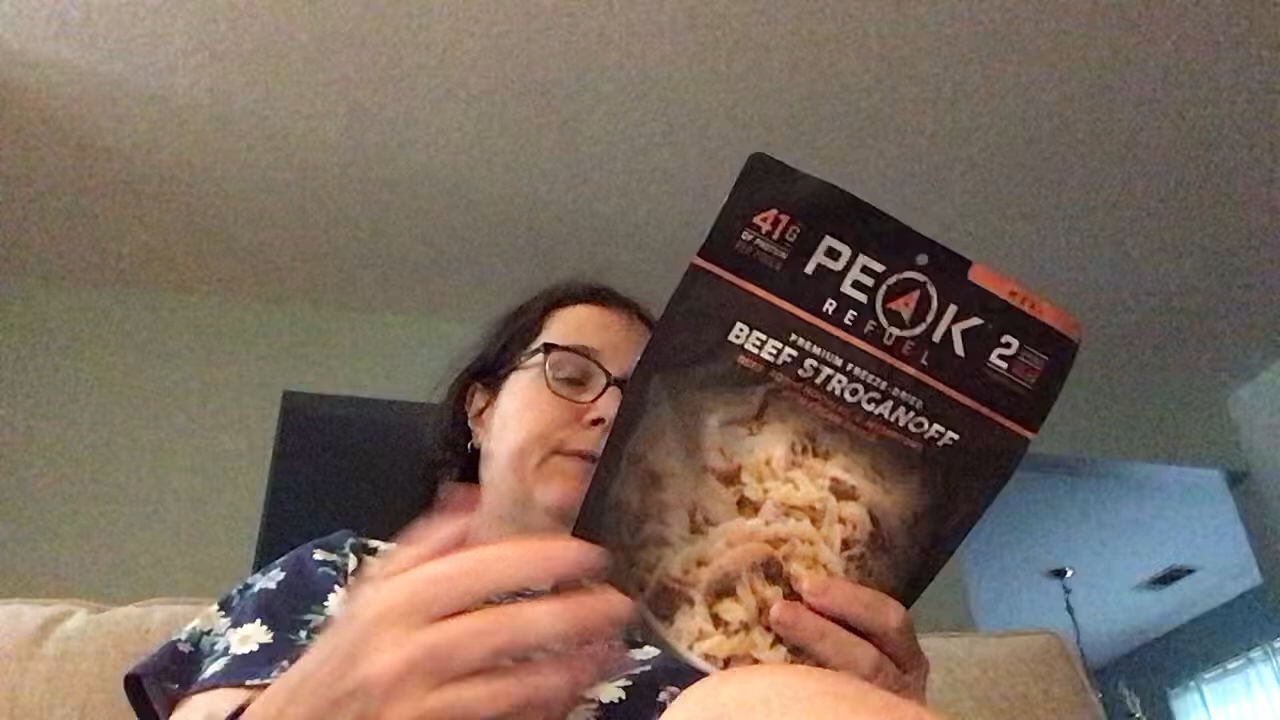 41G
OF PROTEIN
PEAK
REFUEL
2
PREMIUM FREEZE-DRIED
BEEF STROGANOFF